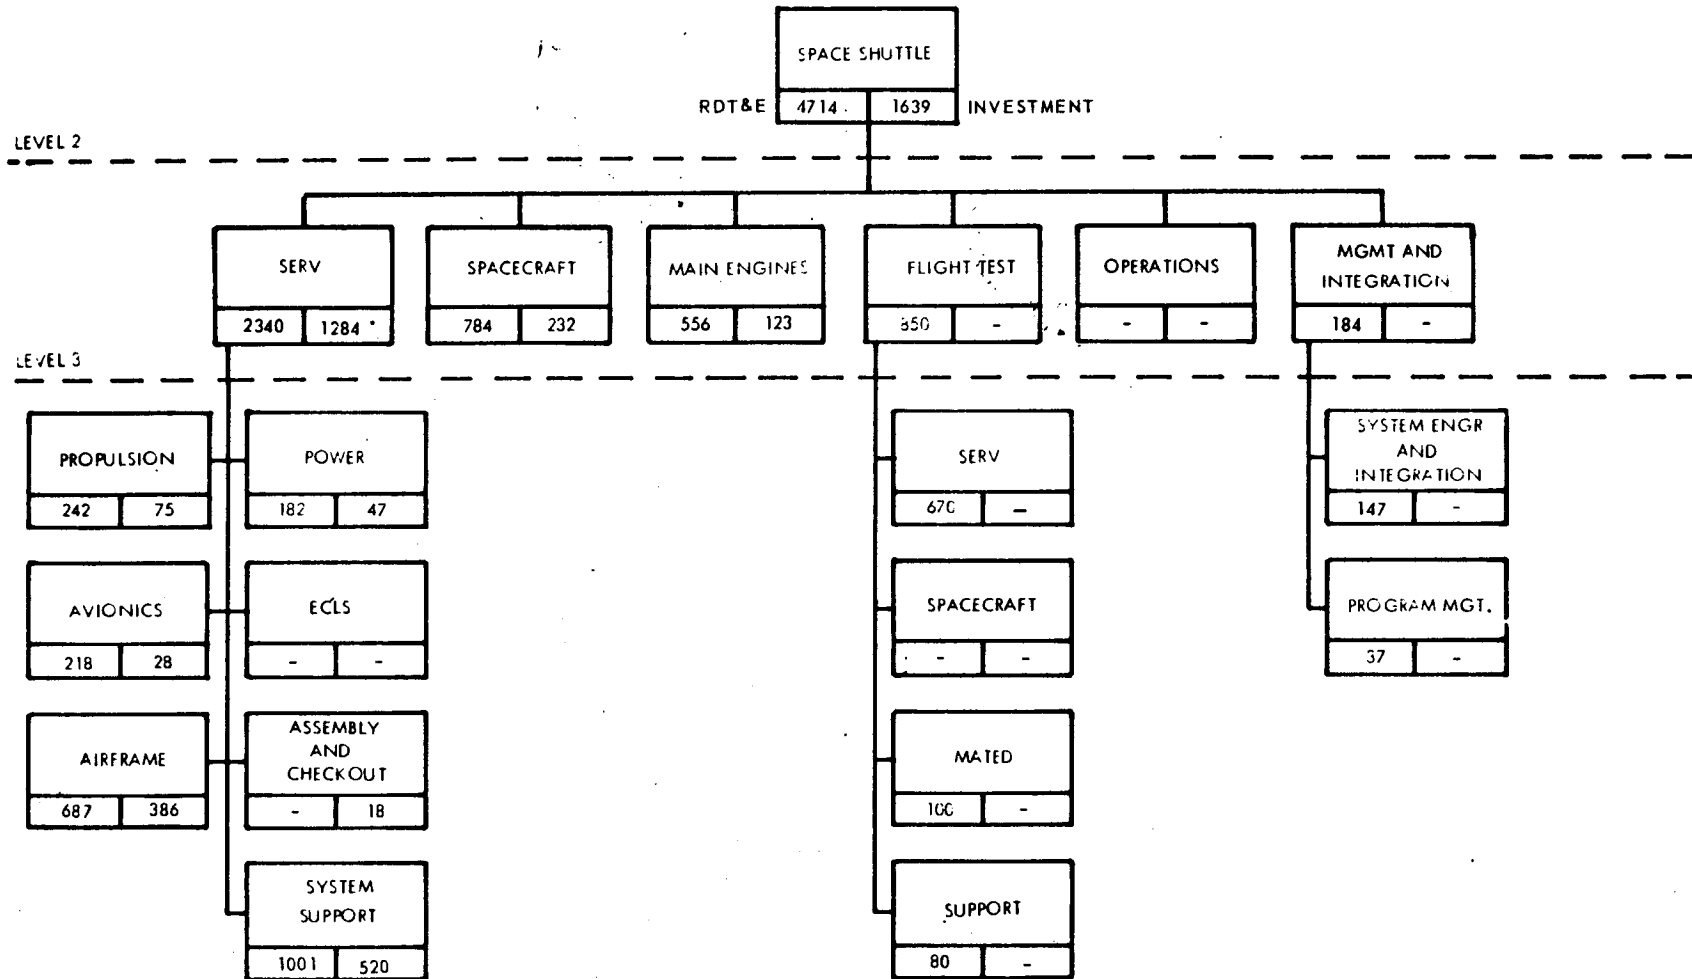 SPACE SHUTTLE
RDT&E 4714 1639 INVESTMENT
LEVEL 2
SERV
2340 1284
SPACECRAFT
784 232
MAIN ENGINES
556 123
FLIGHT TEST
850 -
OPERATIONS
- -
MGMT AND
INTEGRATION
184 -
LEVEL 3
PROPULSION
242 75
POWER
182 47
AVIONICS
218 28
ECLS
- -
AIRFRAME
687 386
ASSEMBLY
AND
CHECKOUT
- 18
SYSTEM
SUPPORT
1001 520
SERV
670 -
SPACECRAFT
- -
MATED
100 -
SUPPORT
80 -
SYSTEM ENGR
AND
INTEGRATION
147 -
PROGRAM MGT.
37 -